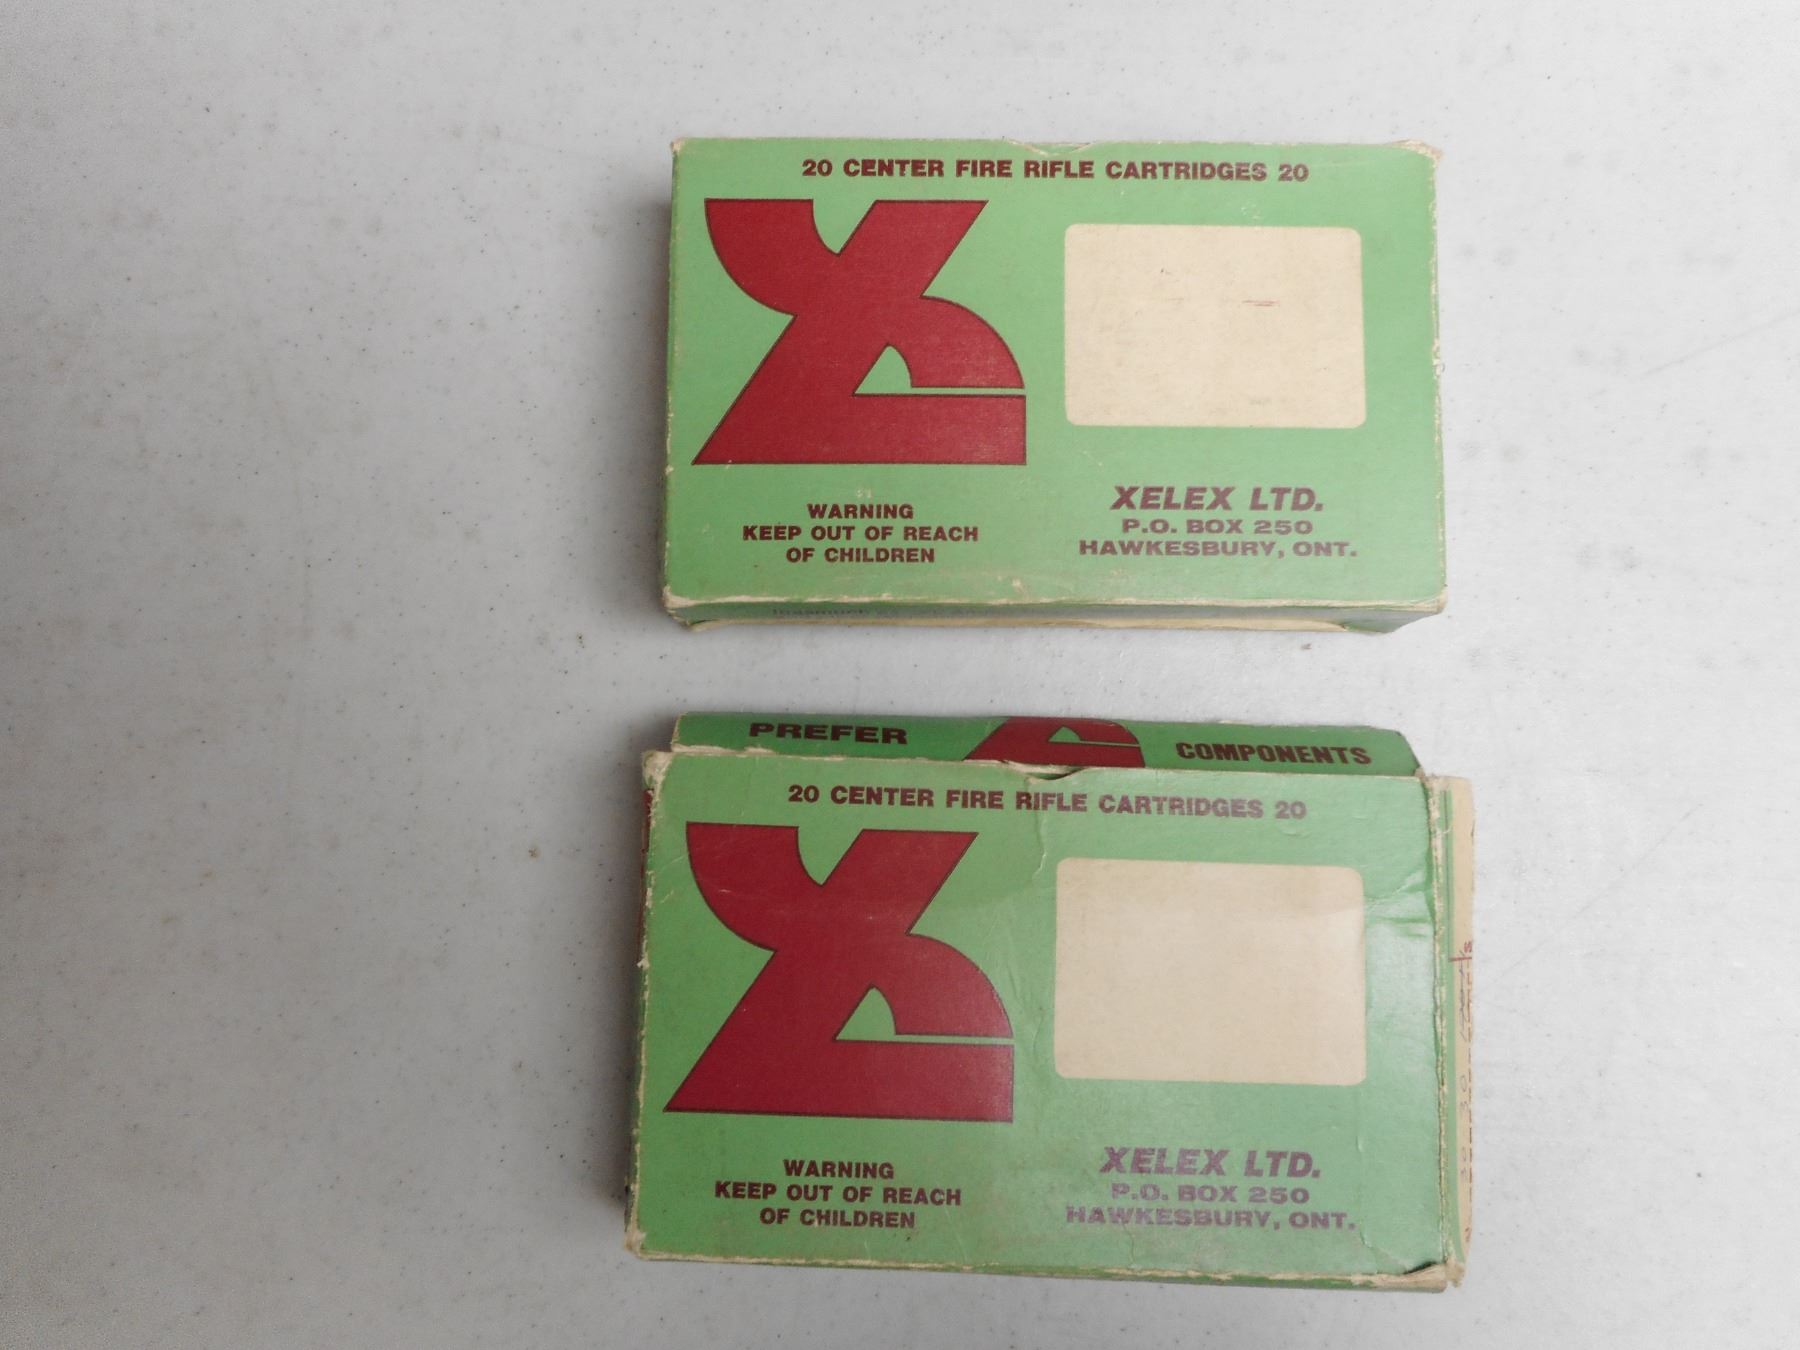 20 CENTER FIRE RIFLE CARTRIDGES 20
WARNING
KEEP OUT OF REACH
OF CHILDREN
XELEX LTD.
P.O. BOX 250
HAWKESBURY, ONT.
PREFER COMPONENTS
20 CENTER FIRE RIFLE CARTRIDGES 20
WARNING
KEEP OUT OF REACH
OF CHILDREN
XELEX LTD.
P.O. BOX 250
HAWKESBURY, ONT.
30 30